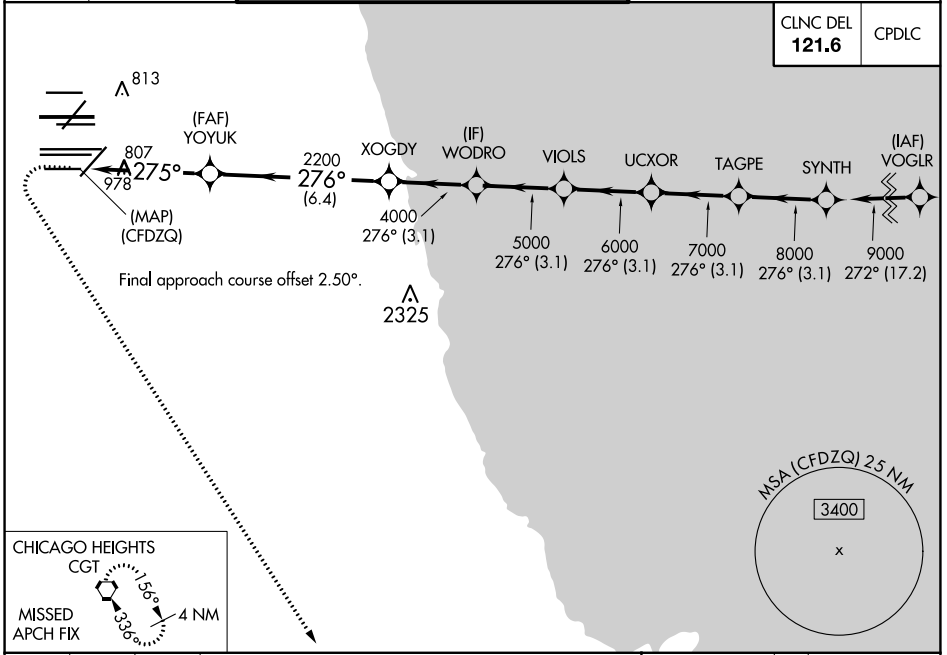 CLNC DEL
121.6
CPDLC
813
(FAF)
YOYUK
807
978
275°
(MAP)
(CFDZQ)
2200
276°
(6.4)
XOGDY
(IF)
WODRO
VIOLS
UCXOR
TAGPE
SYNTH
(IAF)
VOGLR
4000
276° (3.1)
5000
276° (3.1)
6000
276° (3.1)
7000
276° (3.1)
8000
276° (3.1)
9000
272° (17.2)
Final approach course offset 2.50°.
2325
MSA (CFDZQ) 25 NM
3400
x
CHICAGO HEIGHTS
CGT
156°
336°
4 NM
MISSED
APCH FIX